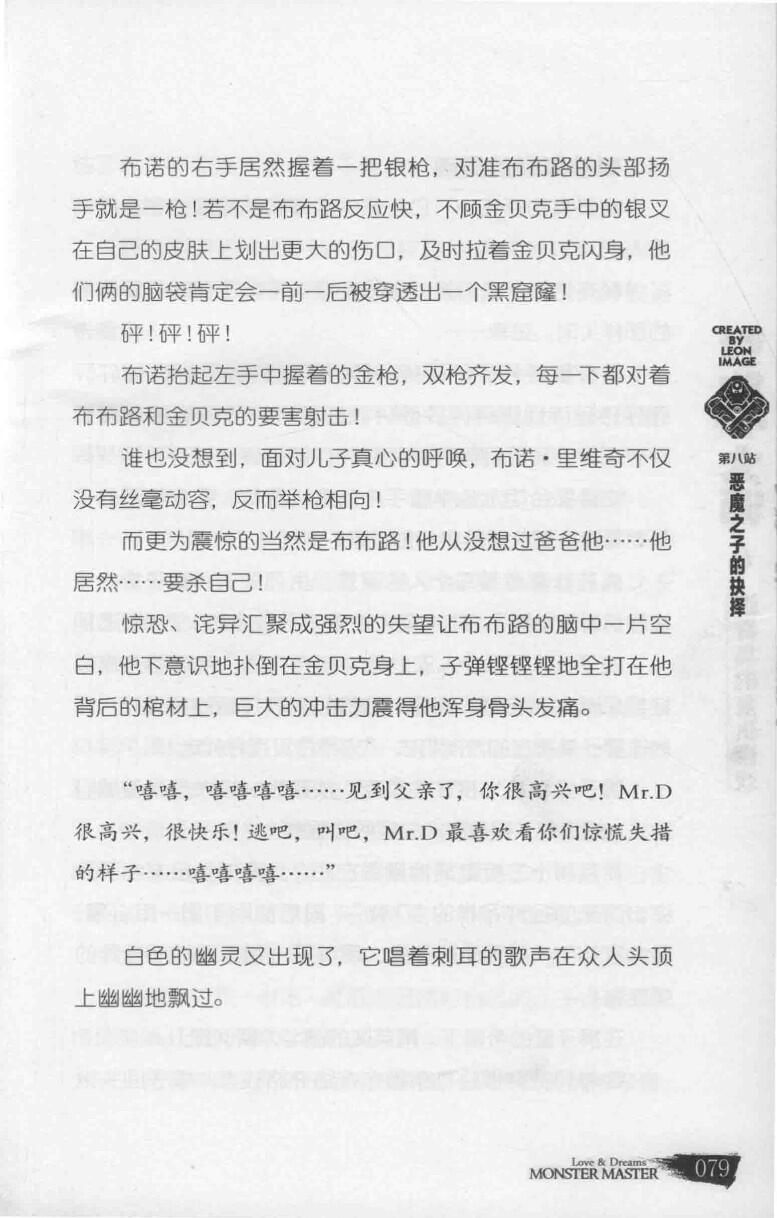 布诺的右手居然握着一把银枪，对准布布路的头部扬
手就是一枪！若不是布布路反应快，不顾金贝克手中的银叉
在自己的皮肤上划出更大的伤口，及时拉着金贝克闪身，他
们俩的脑袋肯定会一前一后被穿透出一个黑窟窿！
砰！砰！砰！
布诺抬起左手中握着的金枪，双枪齐发，每一下都对着
布布路和金贝克的要害射击！
谁也没想到，面对儿子真心的呼唤，布诺·里维奇不仅
没有丝毫动容，反而举枪相向！
而更为震惊的当然是布布路！他从没想过爸爸他……他
居然……要杀自己！
惊恐、诧异汇聚成强烈的失望让布布路的脑中一片空
白，他下意识地扑倒在金贝克身上，子弹铿铿铿地全打在他
背后的棺材上，巨大的冲击力震得他浑身骨头发痛。
“嘻嘻，嘻嘻嘻嘻……见到父亲了，你很高兴吧！Mr.D
很高兴，很快乐！逃吧，叫吧，Mr.D 最喜欢看你们惊慌失措
的样子……嘻嘻嘻嘻……”
白色的幽灵又出现了，它唱着刺耳的歌声在众人头顶
上幽幽地飘过。
CREATED
BY
LEON
IMAGE
第八站
恶魔之子的抉择
Love & Dreams
MONSTER MASTER
079